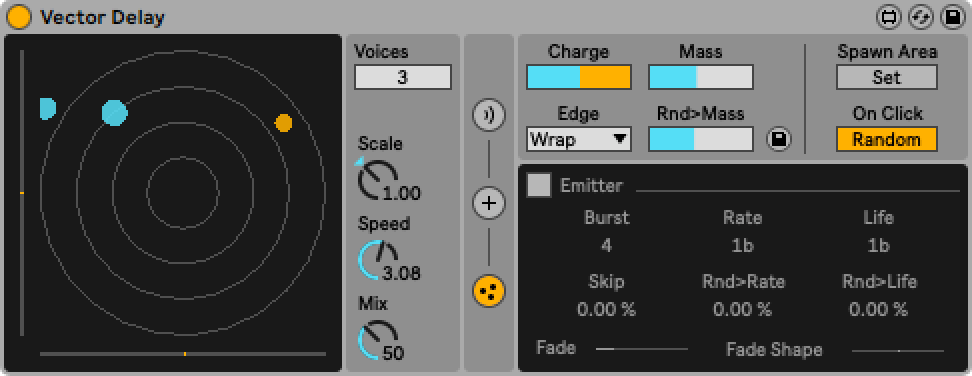 Vector Delay
Voices
3
Scale
1.00
Speed
3.08
Mix
50
Charge Mass
Edge Rnd>Mass
Wrap
Spawn Area
Set
On Click
Random
Emitter
Burst Rate Life
4 1b 1b
Skip Rnd>Rate Rnd>Life
0.00 % 0.00 % 0.00 %
Fade Fade Shape